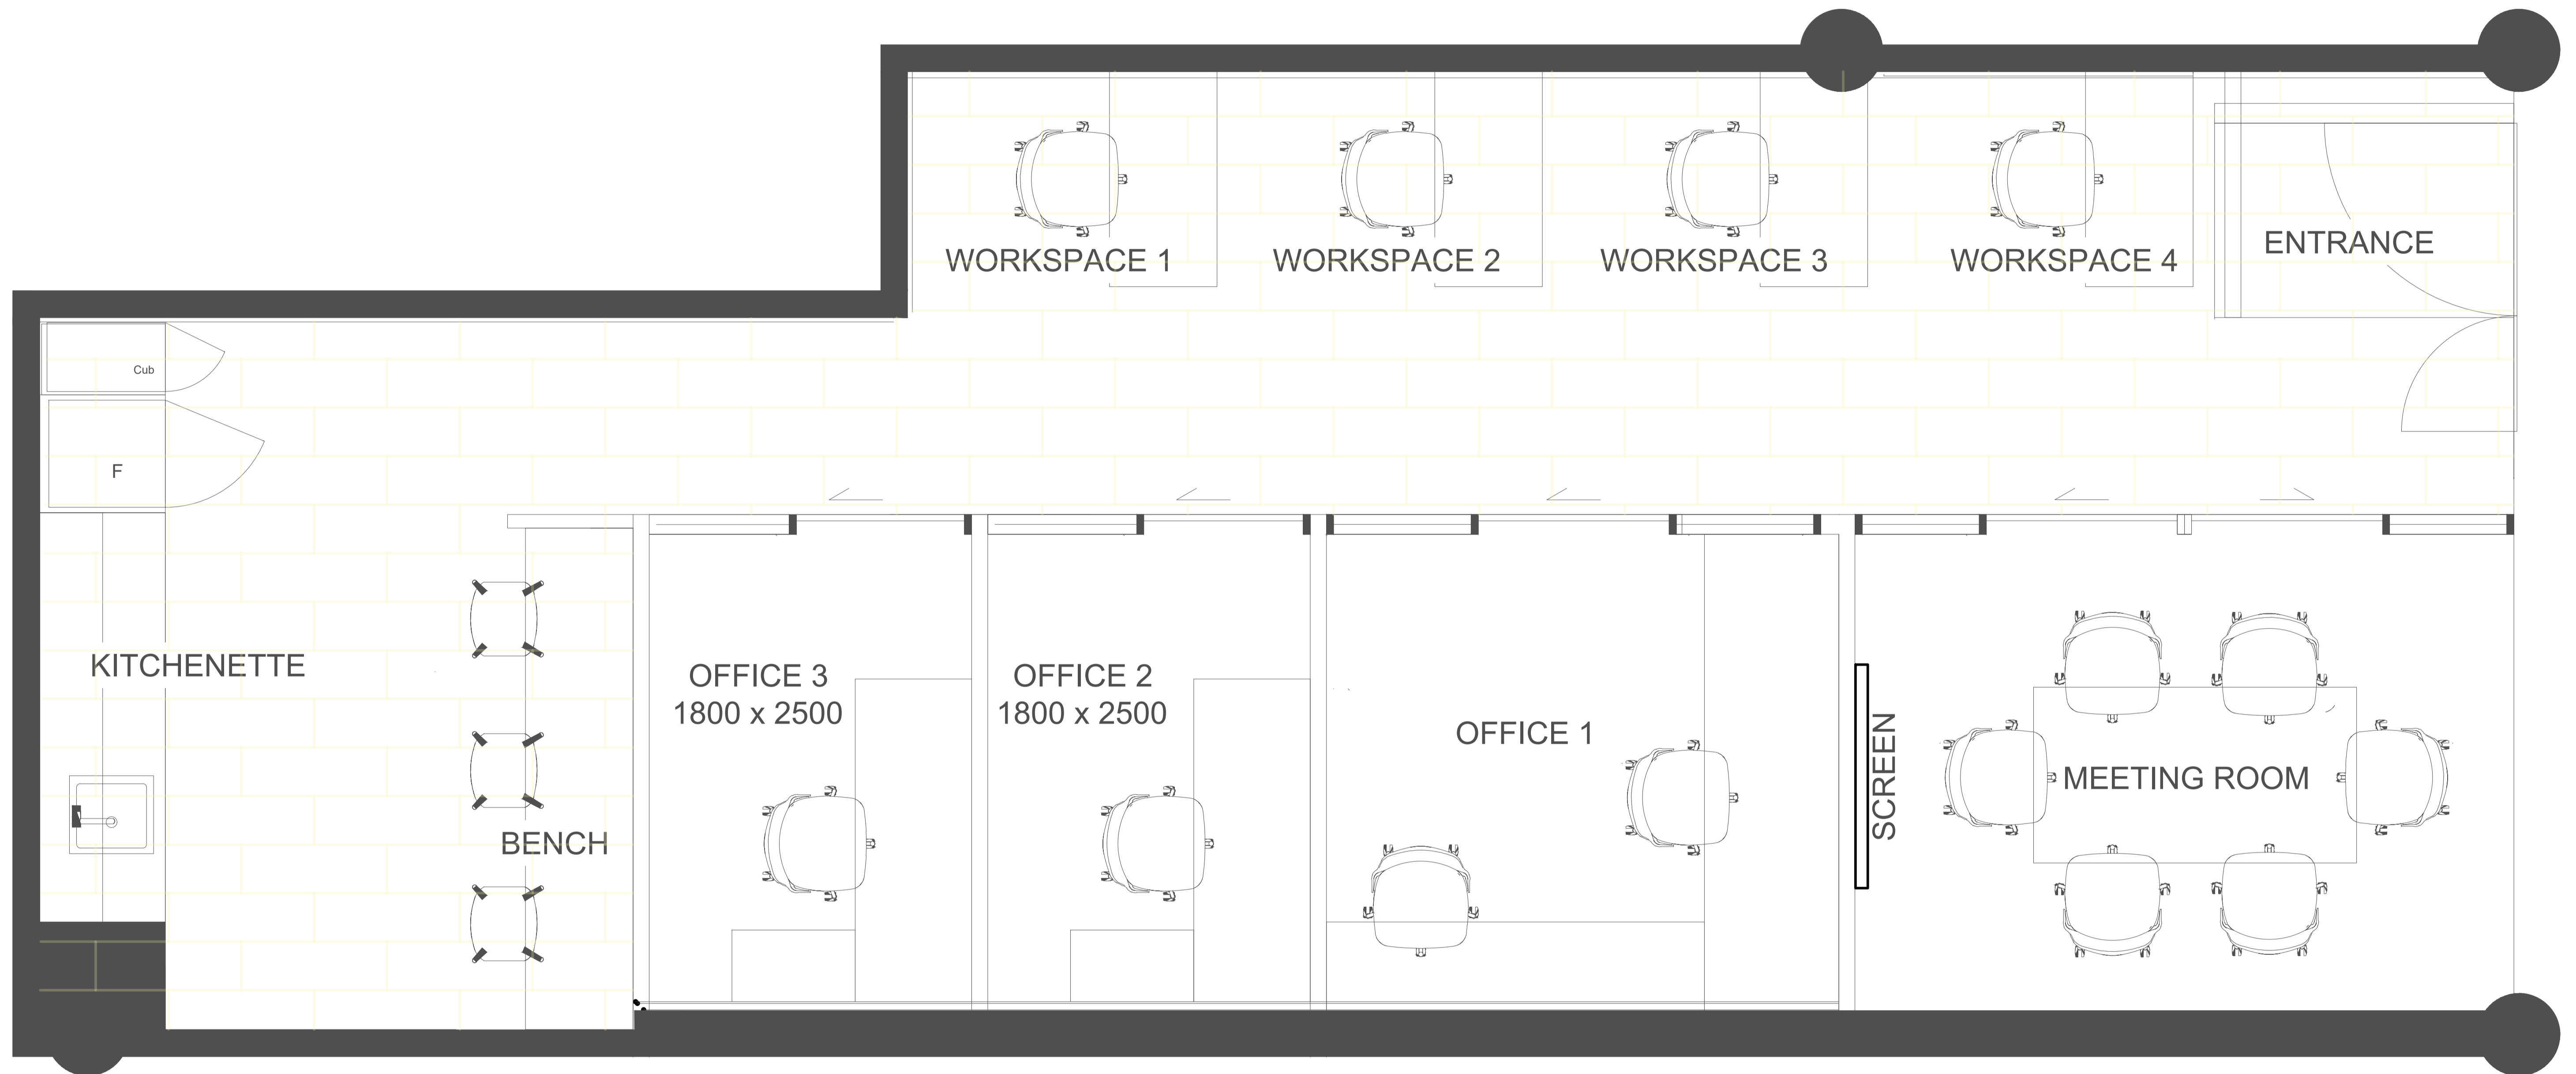 WORKSPACE 1
WORKSPACE 2
WORKSPACE 3
WORKSPACE 4
ENTRANCE
Cub
F
KITCHENETTE
BENCH
OFFICE 3
1800 x 2500
OFFICE 2
1800 x 2500
OFFICE 1
SCREEN
MEETING ROOM